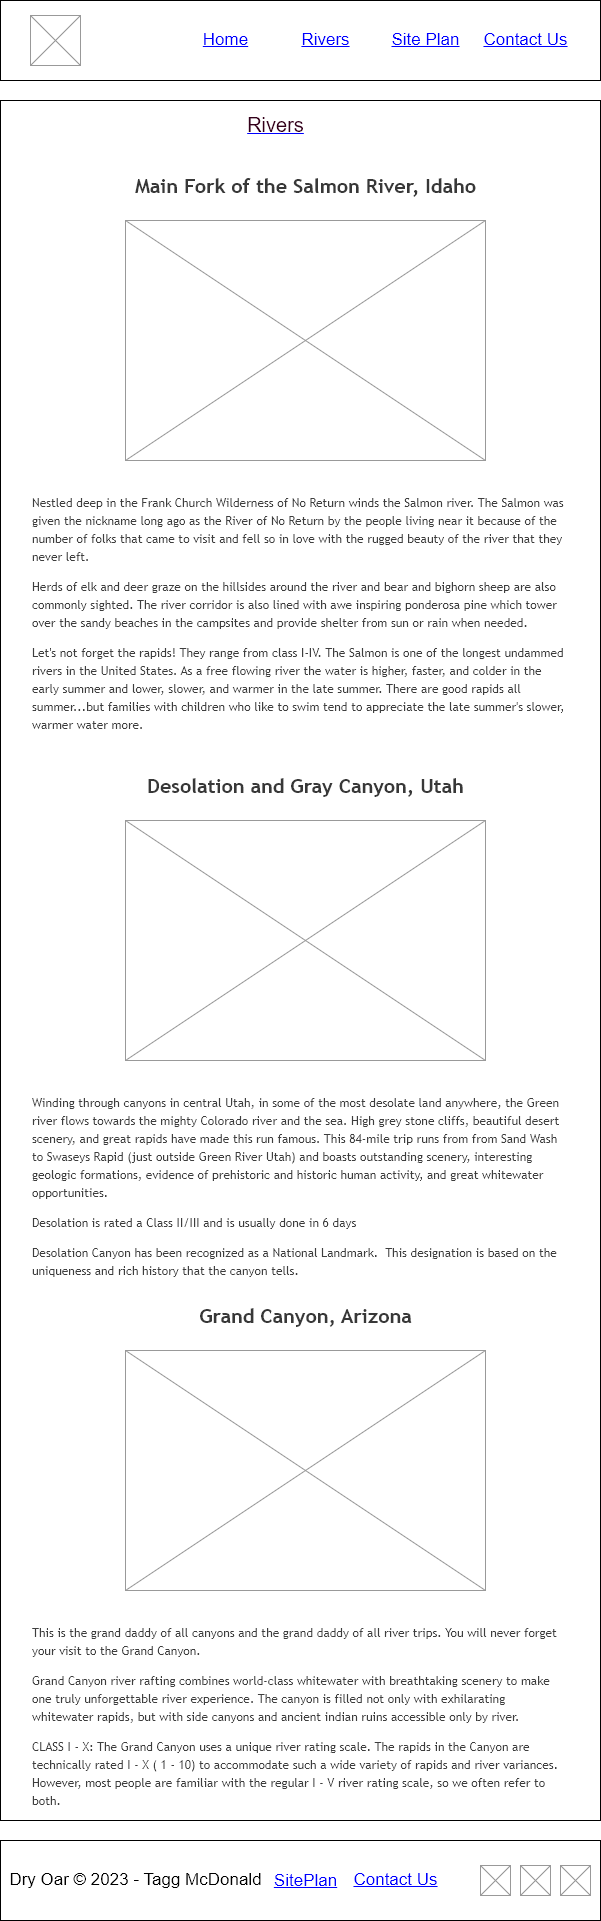 Home Rivers Site Plan Contact Us
Rivers
Main Fork of the Salmon River, Idaho
Nestled deep in the Frank Church Wilderness of No Return winds the Salmon river. The Salmon was
given the nickname long ago as the River of No Return by the people living near it because of the
number of folks that came to visit and fell so in love with the rugged beauty of the river that they
never left.
Herds of elk and deer graze on the hillsides around the river and bear and bighorn sheep are also
commonly sighted. The river corridor is also lined with awe inspiring ponderosa pine which tower
over the sandy beaches in the campsites and provide shelter from sun or rain when needed.
Let's not forget the rapids! They range from class I-IV. The Salmon is one of the longest undammed
rivers in the United States. As a free flowing river the water is higher, faster, and colder in the
early summer and lower, slower, and warmer in the late summer. There are good rapids all
summer...but families with children who like to swim tend to appreciate the late summer's slower,
warmer water more.
Desolation and Gray Canyon, Utah
Winding through canyons in central Utah, in some of the most desolate land anywhere, the Green
river flows towards the mighty Colorado river and the sea. High grey stone cliffs, beautiful desert
scenery, and great rapids have made this run famous. This 84-mile trip runs from from Sand Wash
to Swaseys Rapid (just outside Green River Utah) and boasts outstanding scenery, interesting
geologic formations, evidence of prehistoric and historic human activity, and great whitewater
opportunities.
Desolation is rated a Class II/III and is usually done in 6 days
Desolation Canyon has been recognized as a National Landmark.  This designation is based on the
uniqueness and rich history that the canyon tells.
Grand Canyon, Arizona
This is the grand daddy of all canyons and the grand daddy of all river trips. You will never forget
your visit to the Grand Canyon.
Grand Canyon river rafting combines world-class whitewater with breathtaking scenery to make
one truly unforgettable river experience. The canyon is filled not only with exhilarating
whitewater rapids, but with side canyons and ancient indian ruins accessible only by river.
CLASS I - X: The Grand Canyon uses a unique river rating scale. The rapids in the Canyon are
technically rated I - X ( 1 - 10) to accommodate such a wide variety of rapids and river variances.
However, most people are familiar with the regular I - V river rating scale, so we often refer to
both.
Dry Oar © 2023 - Tagg McDonald SitePlan Contact Us